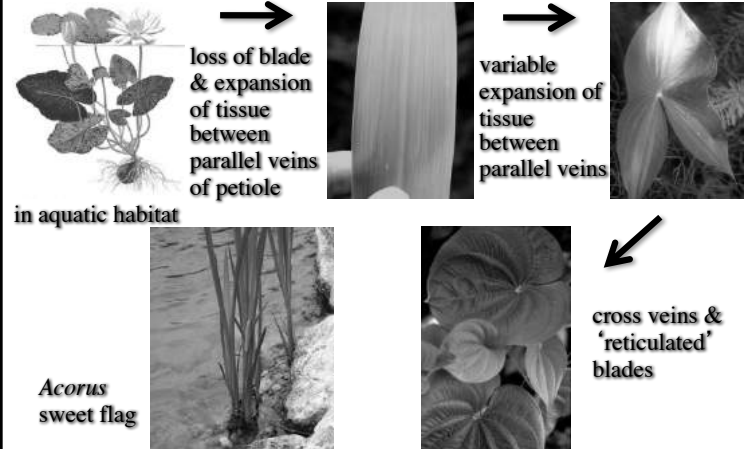 loss of blade
& expansion
of tissue
between
parallel veins
of petiole
variable
expansion of
tissue
between
parallel veins
in aquatic habitat
cross veins &
‘reticulated’
blades
Acorus
sweet flag